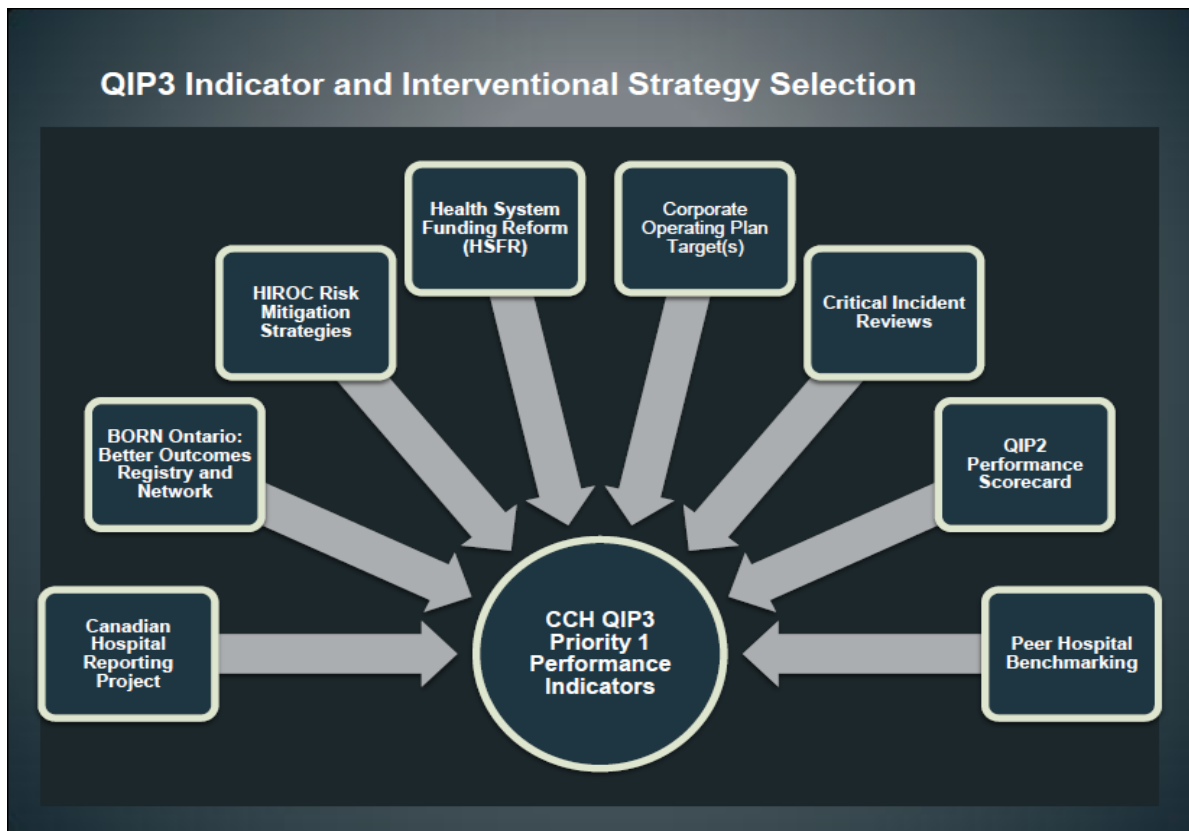 QIP3 Indicator and Interventional Strategy Selection
Health System
Funding Reform
(HSFR)
Corporate
Operating Plan
Target(s)
HIROC Risk
Mitigation
Strategies
Critical Incident
Reviews
BORN Ontario:
Better Outcomes
Registry and
Network
QIP2
Performance
Scorecard
Canadian
Hospital
Reporting
Project
CCH QIP3
Priority 1
Performance
Indicators
Peer Hospital
Benchmarking